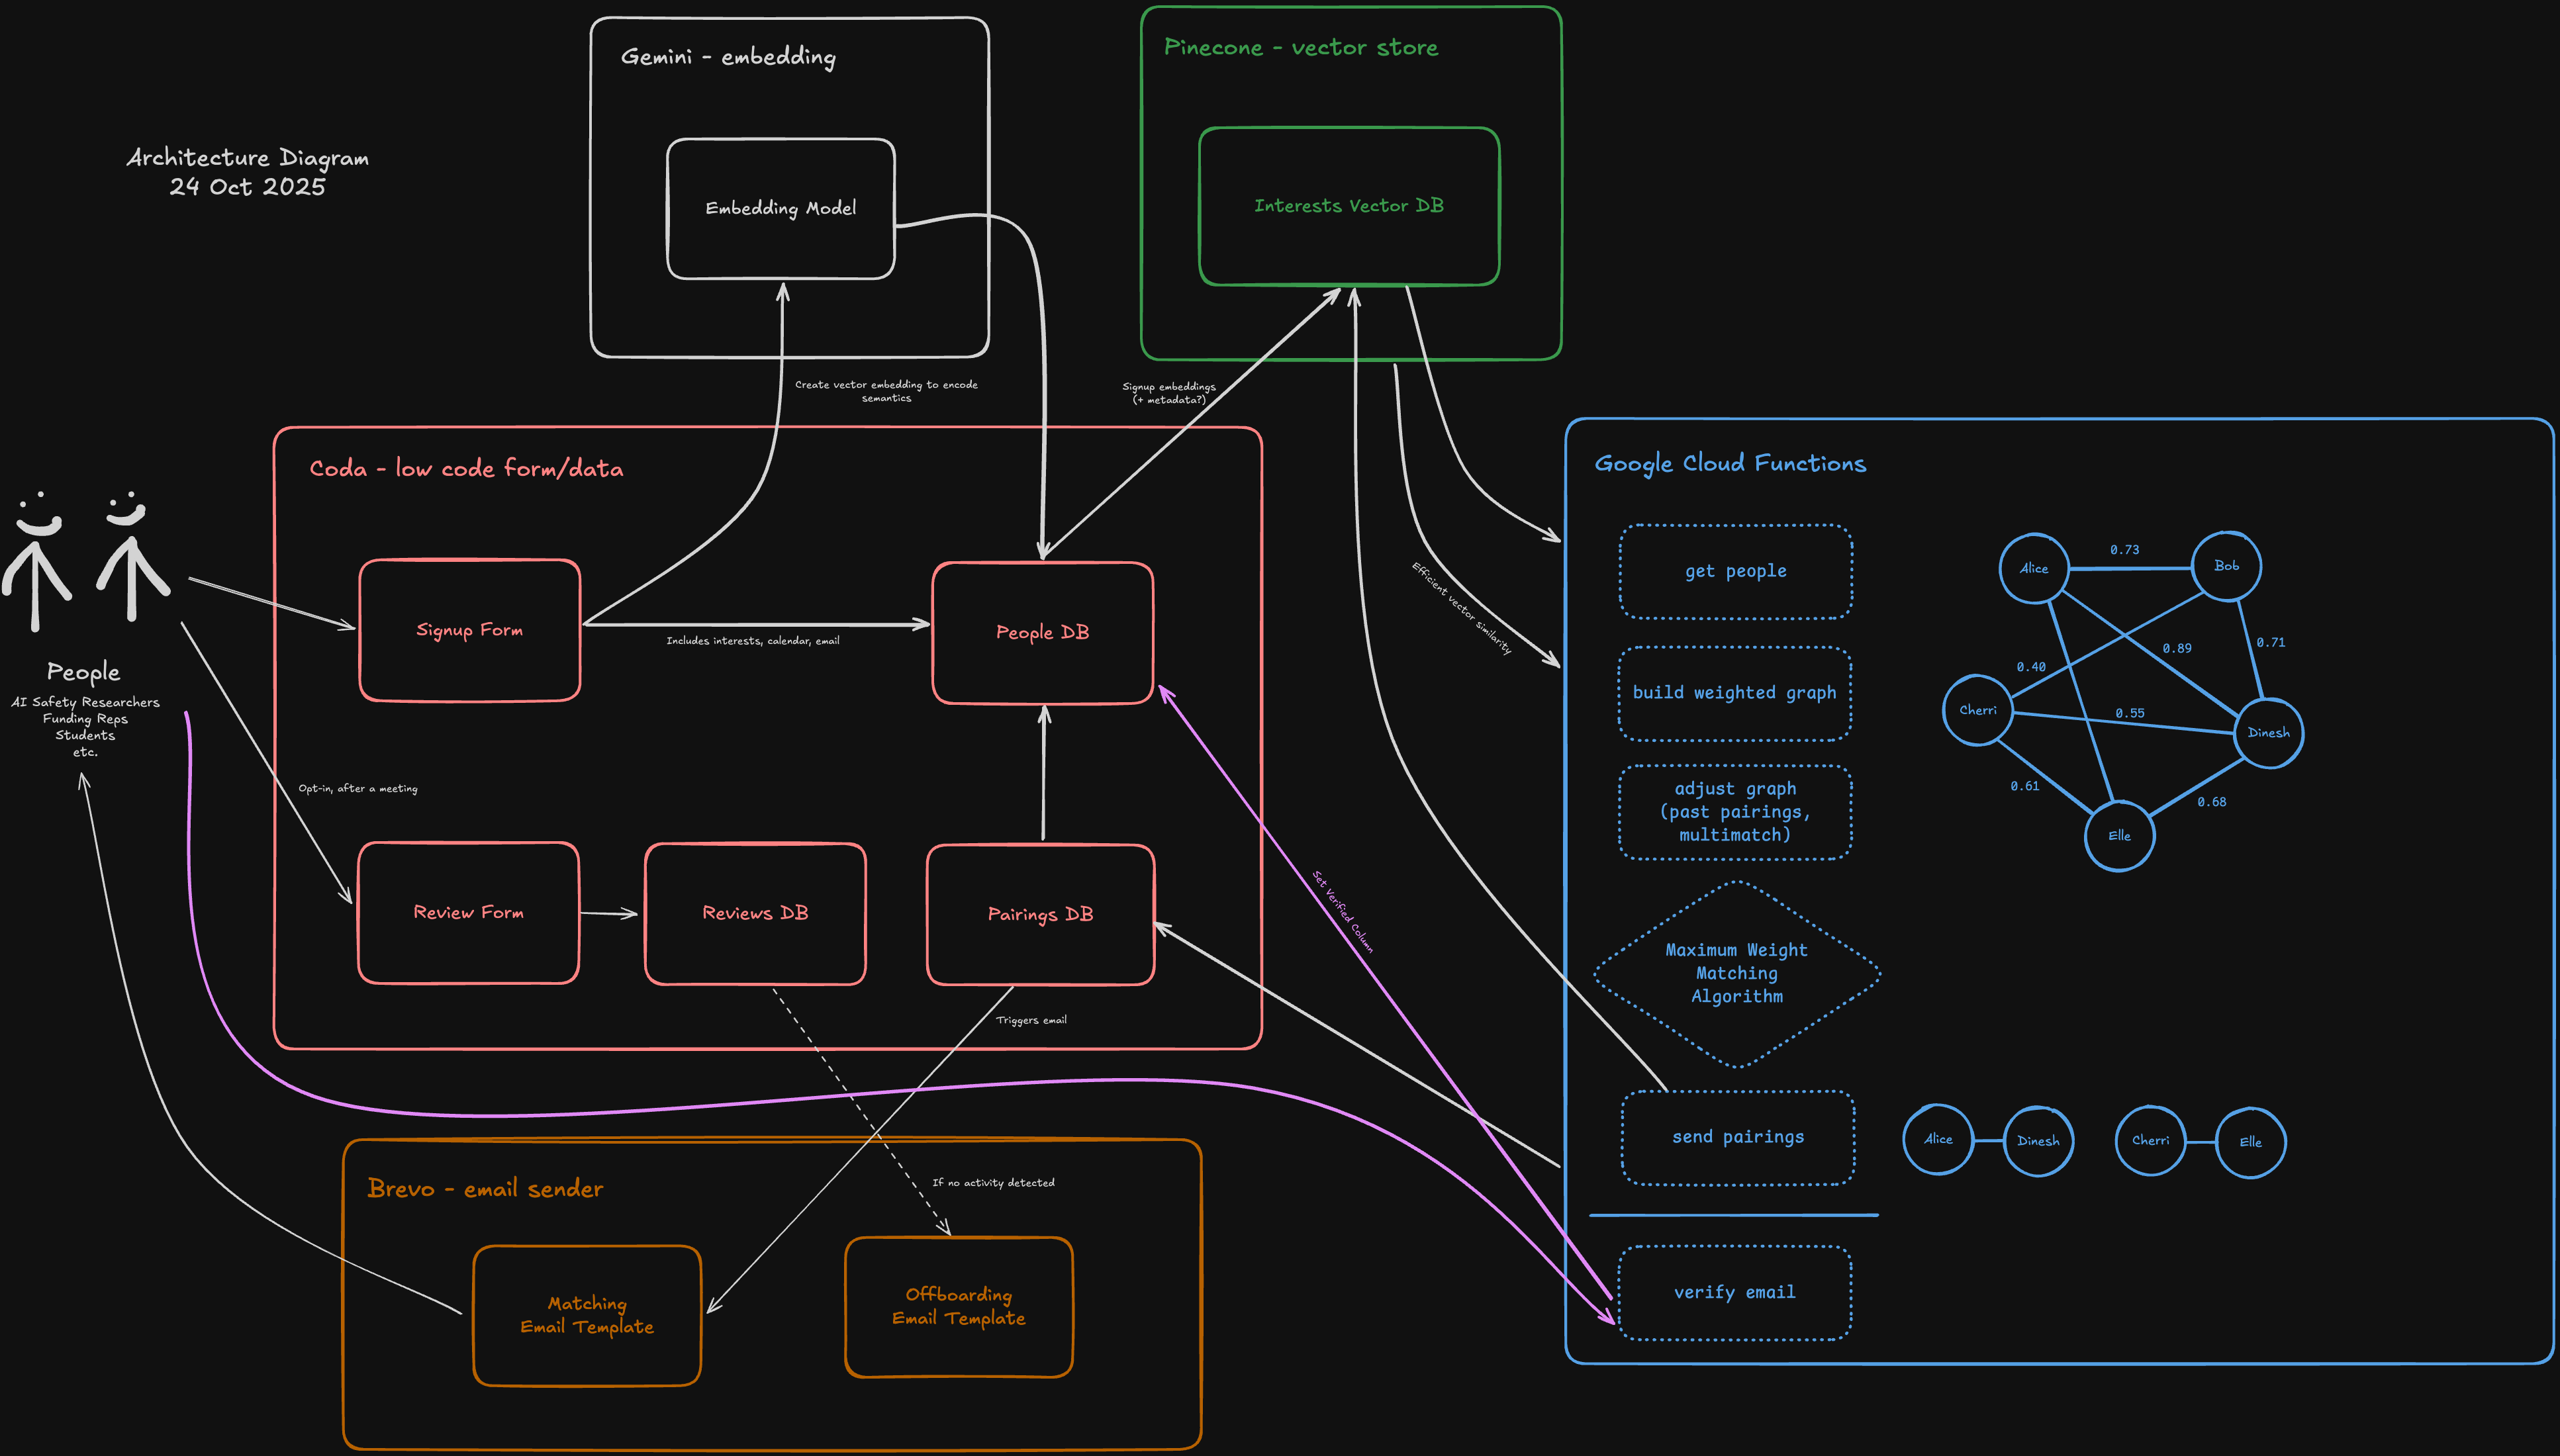 Architecture Diagram
24 Oct 2025
Gemini - embedding
Embedding Model
Pinecone - vector store
Interests Vector DB
Create vector embedding to encode
semantics
Signup embeddings
(+ metadata?)
Efficient vector similarity
People
AI Safety Researchers
Funding Reps
Students
etc.
Opt-in, after a meeting
Coda - low code form/data
Signup Form
Includes interests, calendar, email
People DB
Review Form
Reviews DB
Pairings DB
Triggers email
Set Verified Column
If no activity detected
Brevo - email sender
Matching
Email Template
Offboarding
Email Template
Google Cloud Functions
get people
build weighted graph
adjust graph
(past pairings,
multimatch)
Maximum Weight
Matching
Algorithm
send pairings
verify email
Alice
0.73
Bob
0.89
0.71
0.40
Cherri
0.55
Dinesh
0.61
0.68
Elle
Alice
Dinesh
Cherri
Elle